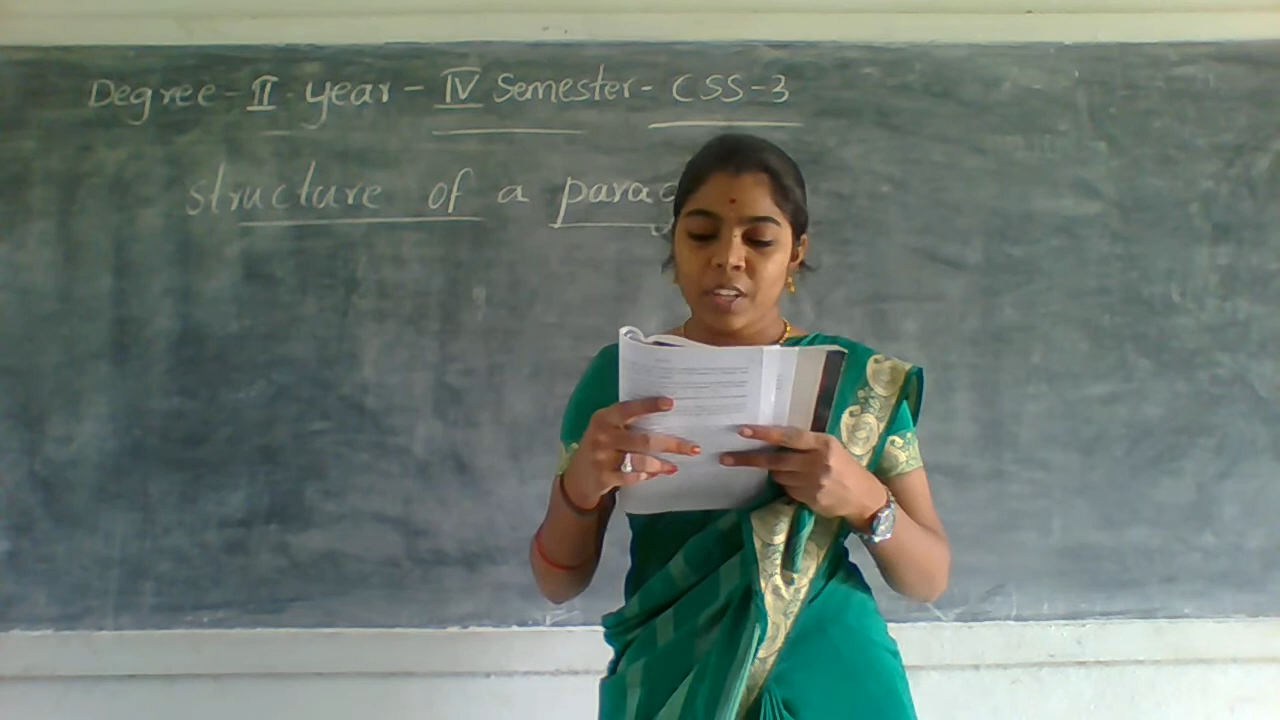 Degree - II year - IV Semester - CSS-3
structure of a